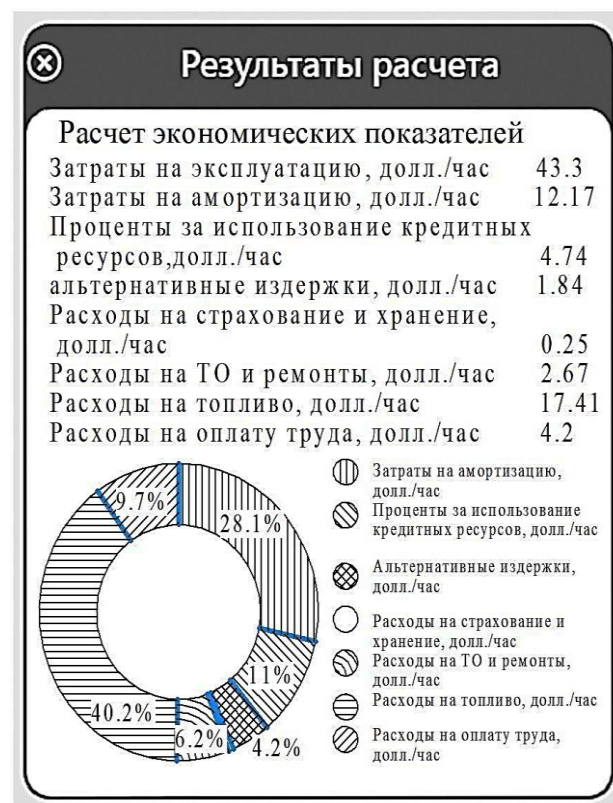 Результаты расчета
Расчет экономических показателей
Затраты на эксплуатацию, долл./час 43.3
Затраты на амортизацию, долл./час 12.17
Проценты за использование кредитных
ресурсов,долл./час 4.74
альтернативные издержки, долл./час 1.84
Расходы на страхование и хранение,
долл./час 0.25
Расходы на ТО и ремонты, долл./час 2.67
Расходы на топливо, долл./час 17.41
Расходы на оплату труда, долл./час 4.2
9.7%
28.1%
11%
4.2%
6.2%
40.2%
Затраты на амортизацию,
долл./час
Проценты за использование
кредитных ресурсов, долл./час
Альтернативные издержки,
долл./час
Расходы на страхование и
хранение, долл./час
Расходы на ТО и ремонты,
долл./час
Расходы на топливо, долл./час
Расходы на оплату труда,
долл./час